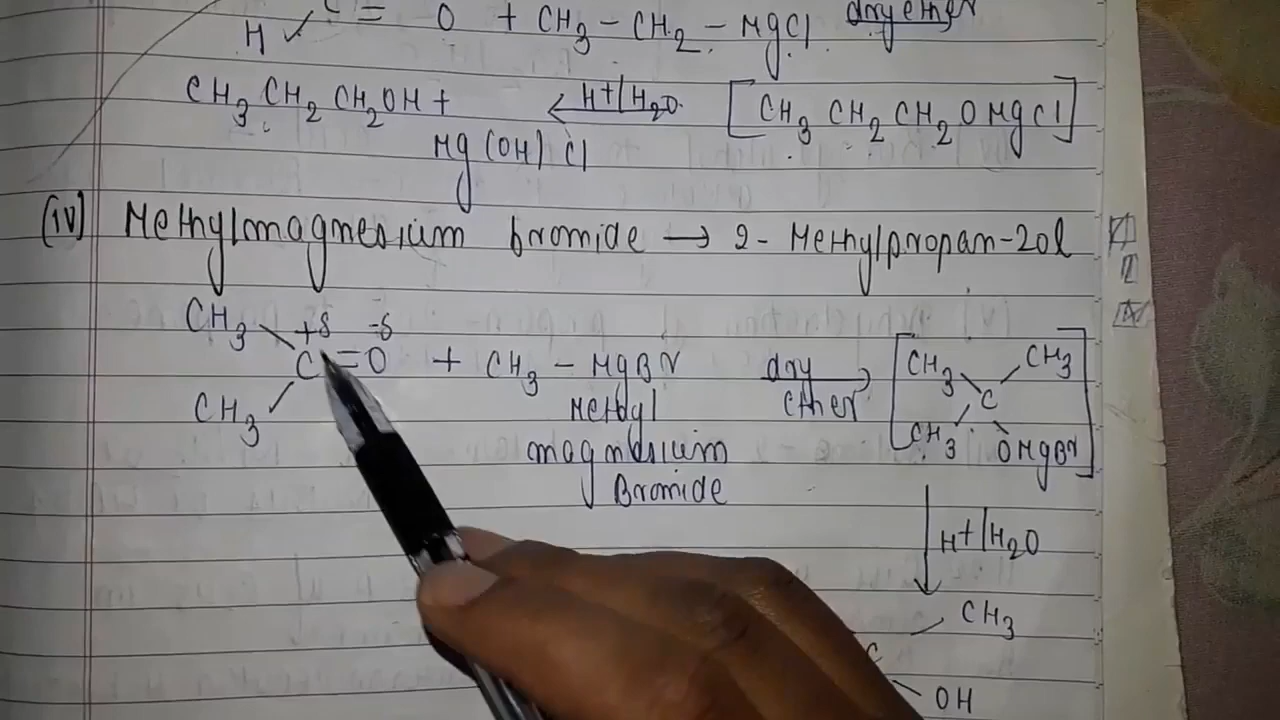 H C = O + CH3 - CH2 - MgCl dry ether
CH3 CH2 CH2OH + H+/H2O [CH3 CH2 CH2 OMgCl]
Mg(OH)Cl
(iv) Methylmagnesium bromide → 2-Methylpropan-2ol
CH3 +δ -δ
C=O + CH3 - MgBr dry ether
CH3
Methyl
magnesium
Bromide
CH3 CH3
C
CH3 OMgBr
H+/H2O
CH3
C
OH